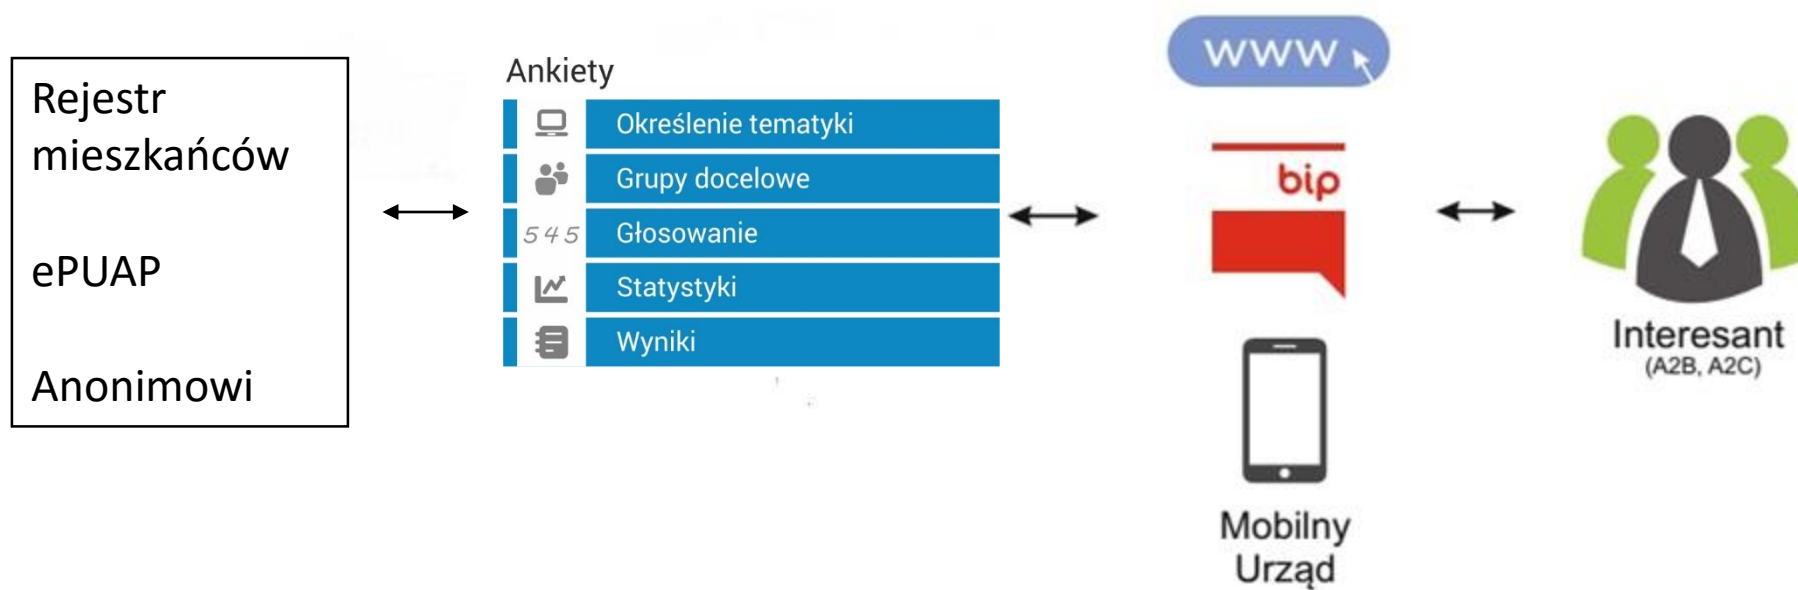 Rejestr
mieszkańców
ePUAP
Anonimowi
Ankiety
Określenie tematyki
Grupy docelowe
545 Głosowanie
Statystyki
Wyniki
www
bip
Mobilny
Urząd
Interesant
(A2B, A2C)